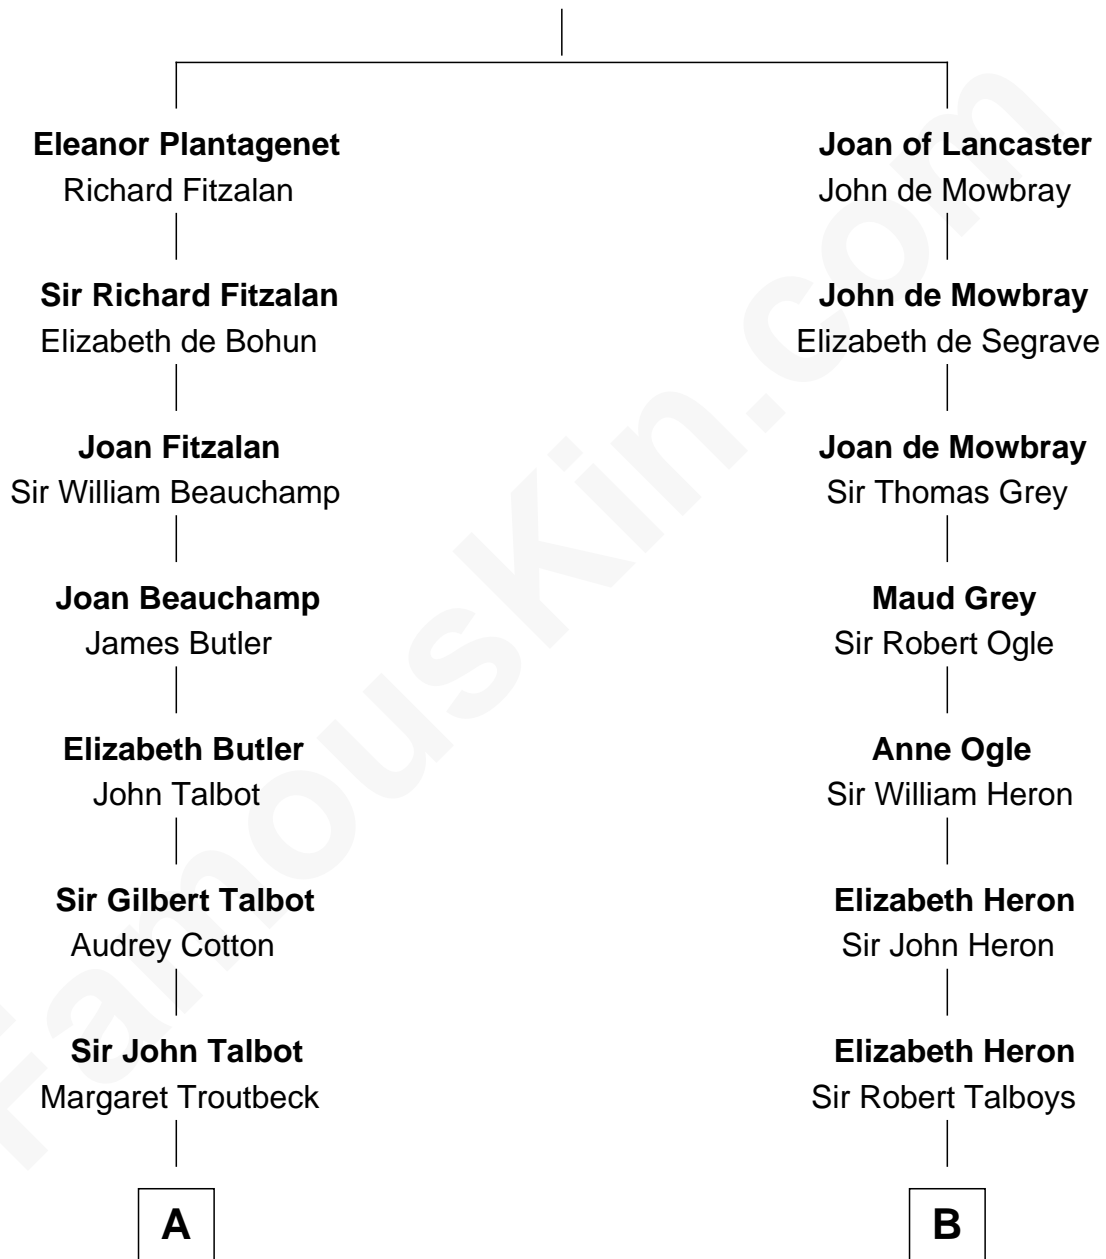 Eleanor Plantagenet
Richard Fitzalan
Sir Richard Fitzalan
Elizabeth de Bohun
Joan Fitzalan
Sir William Beauchamp
Joan Beauchamp
James Butler
Elizabeth Butler
John Talbot
Sir Gilbert Talbot
Audrey Cotton
Sir John Talbot
Margaret Troutbeck
A
Joan of Lancaster
John de Mowbray
John de Mowbray
Elizabeth de Segrave
Joan de Mowbray
Sir Thomas Grey
Maud Grey
Sir Robert Ogle
Anne Ogle
Sir William Heron
Elizabeth Heron
Sir John Heron
Elizabeth Heron
Sir Robert Talboys
B
FamousKin.com